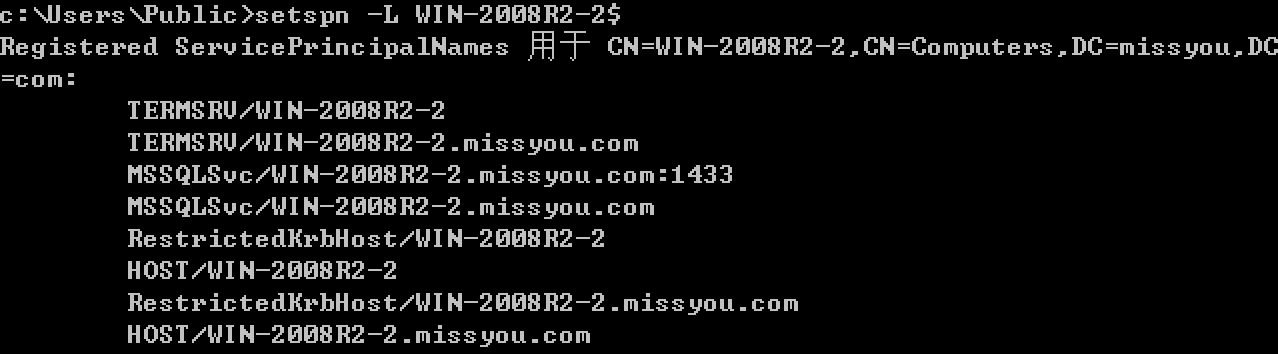 c:\Users\Public>setspn -L WIN-2008R2-2$
Registered ServicePrincipalNames 用于 CN=WIN-2008R2-2,CN=Computers,DC=missyou,DC
=com:
TERMSRV/WIN-2008R2-2
TERMSRV/WIN-2008R2-2.missyou.com
MSSQLSvc/WIN-2008R2-2.missyou.com:1433
MSSQLSvc/WIN-2008R2-2.missyou.com
RestrictedKrbHost/WIN-2008R2-2
HOST/WIN-2008R2-2
RestrictedKrbHost/WIN-2008R2-2.missyou.com
HOST/WIN-2008R2-2.missyou.com